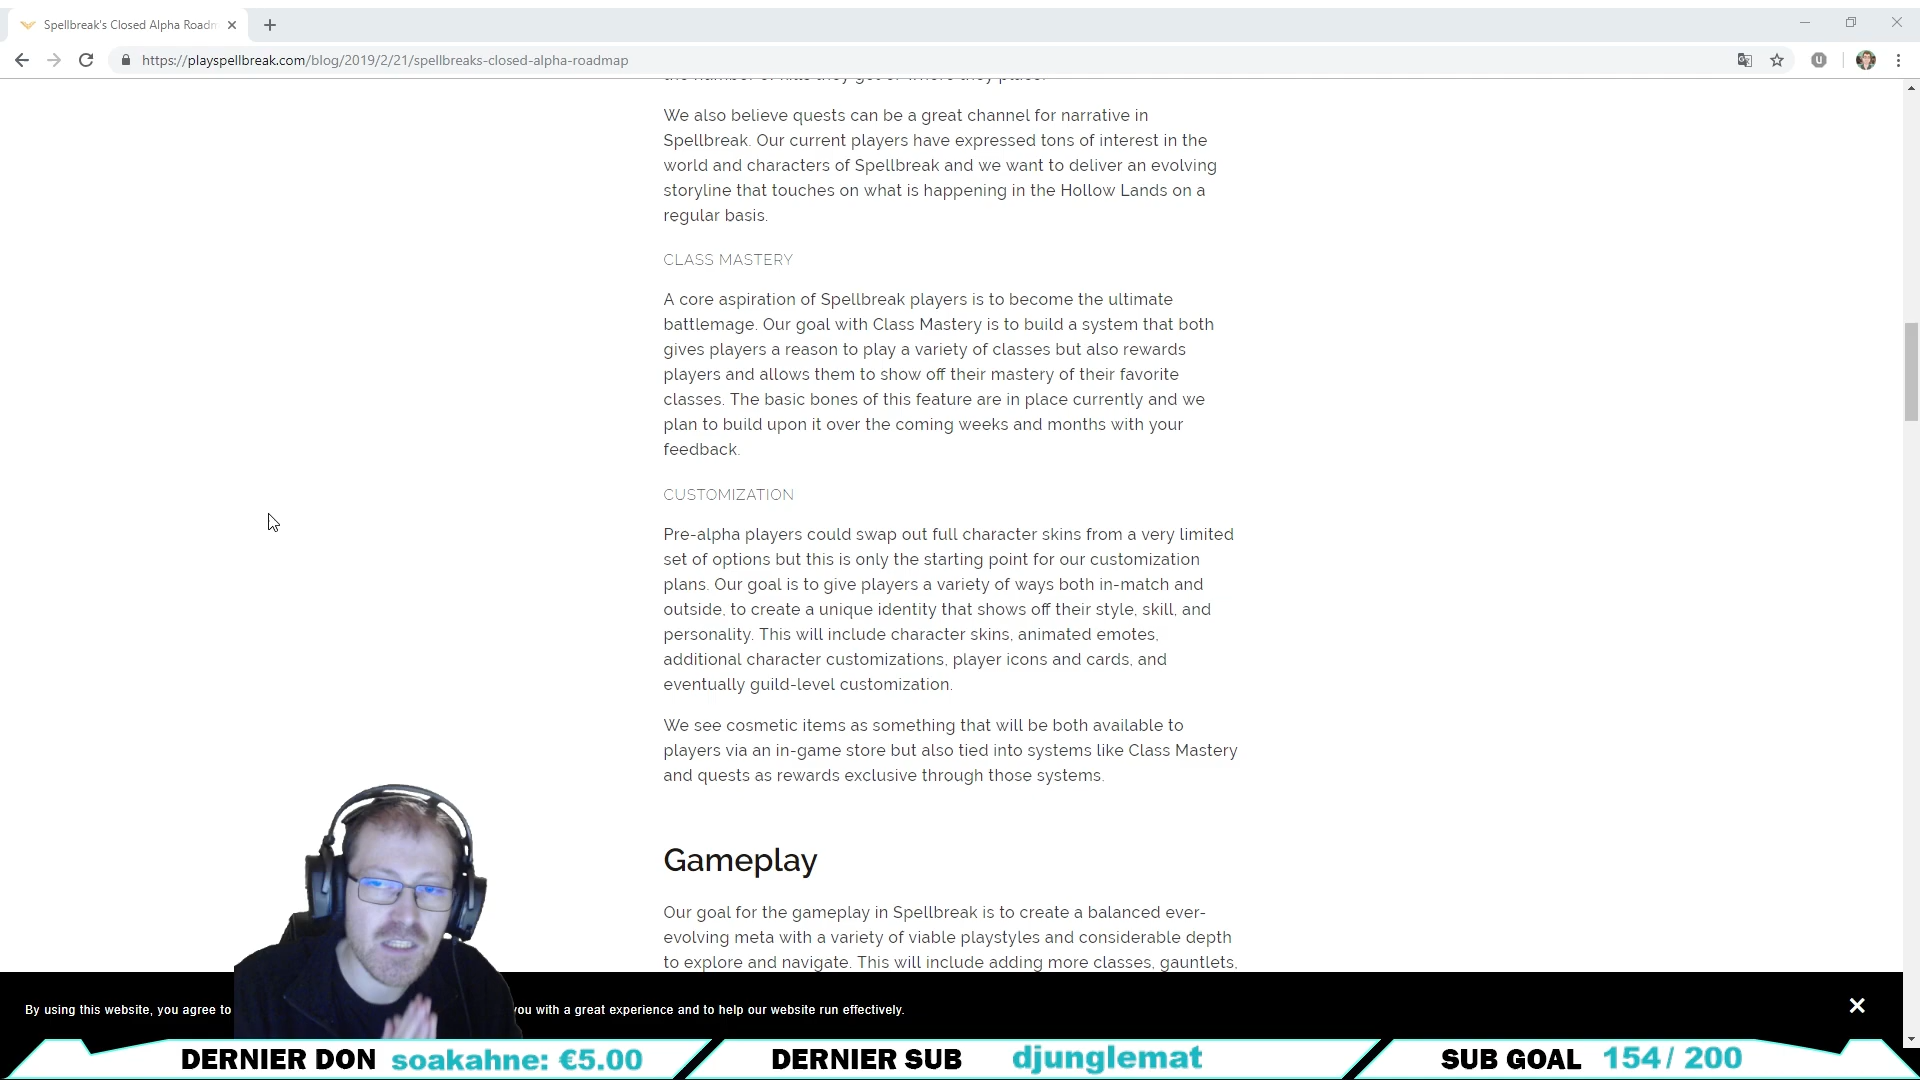 Spellbreak's Closed Alpha Roadm
https://playspellbreak.com/blog/2019/2/21/spellbreaks-closed-alpha-roadmap
the number of kills they get or where they place.
We also believe quests can be a great channel for narrative in
Spellbreak. Our current players have expressed tons of interest in the
world and characters of Spellbreak and we want to deliver an evolving
storyline that touches on what is happening in the Hollow Lands on a
regular basis.
CLASS MASTERY
A core aspiration of Spellbreak players is to become the ultimate
battlemage. Our goal with Class Mastery is to build a system that both
gives players a reason to play a variety of classes but also rewards
players and allows them to show off their mastery of their favorite
classes. The basic bones of this feature are in place currently and we
plan to build upon it over the coming weeks and months with your
feedback.
CUSTOMIZATION
Pre-alpha players could swap out full character skins from a very limited
set of options but this is only the starting point for our customization
plans. Our goal is to give players a variety of ways both in-match and
outside, to create a unique identity that shows off their style, skill, and
personality. This will include character skins, animated emotes,
additional character customizations, player icons and cards, and
eventually guild-level customization.
We see cosmetic items as something that will be both available to
players via an in-game store but also tied into systems like Class Mastery
and quests as rewards exclusive through those systems.
Gameplay
Our goal for the gameplay in Spellbreak is to create a balanced ever-
evolving meta with a variety of viable playstyles and considerable depth
to explore and navigate. This will include adding more classes, gauntlets,
By using this website, you agree to you with a great experience and to help our website run effectively.
DERNIER DON soakahne: €5.00 DERNIER SUB djunglemat SUB GOAL 154 / 200